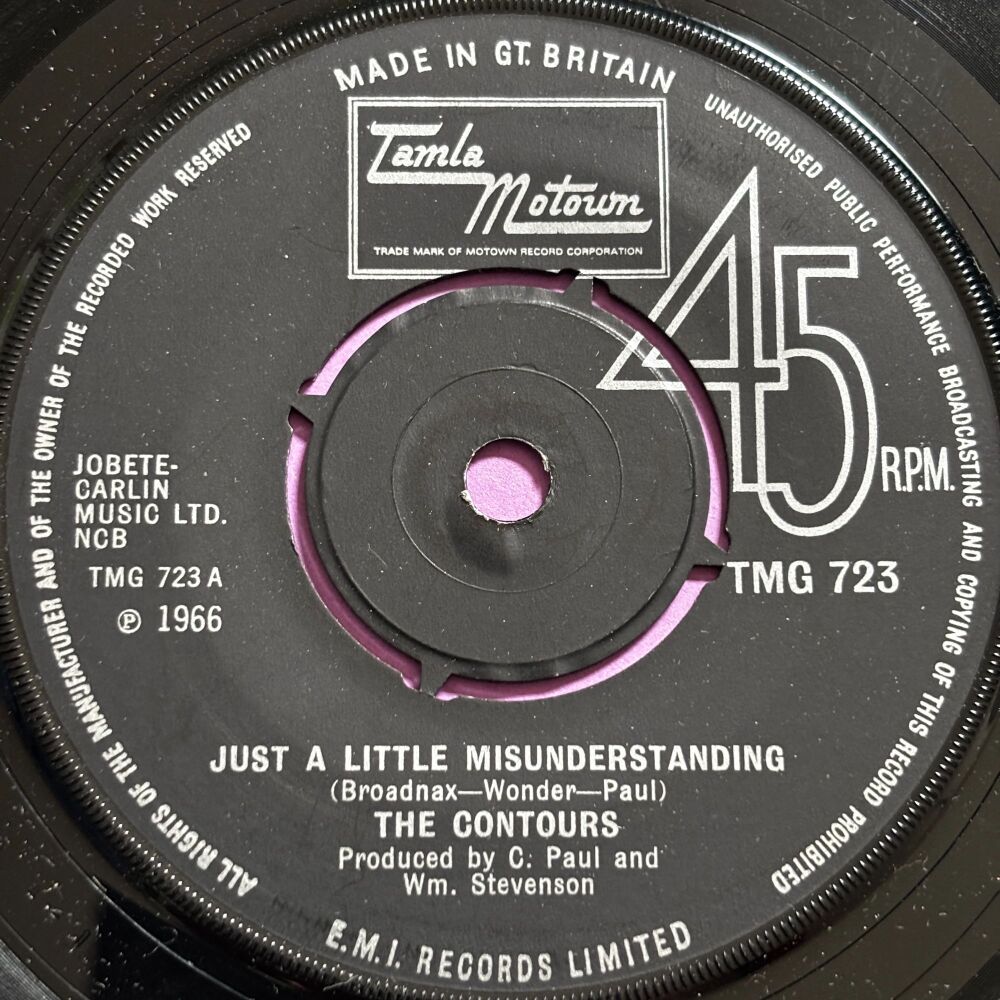 MADE IN GT. BRITAIN
UNAUTHORISED PUBLIC PERFORMANCE BROADCASTING AND COPYING OF THIS RECORD PROHIBITED
ALL RIGHTS OF THE MANUFACTURER AND OF THE OWNER OF THE RECORDED WORK RESERVED
Tamla
Motown
TRADE MARK OF MOTOWN RECORD CORPORATION
45
R.P.M.
JOBETE-
CARLIN
MUSIC LTD.
NCB
TMG 723 A
℗ 1966
TMG 723
JUST A LITTLE MISUNDERSTANDING
(Broadnax—Wonder—Paul)
THE CONTOURS
Produced by C. Paul and
Wm. Stevenson
E.M.I. RECORDS LIMITED